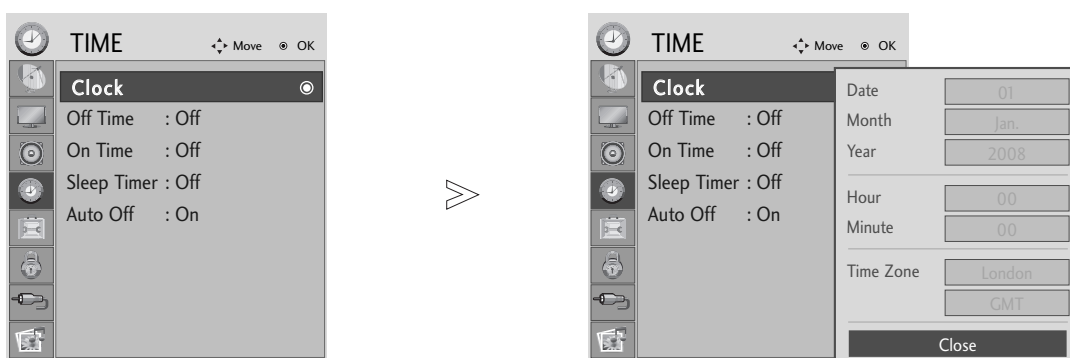 TIME Move OK
Clock
Off Time : Off
On Time : Off
Sleep Timer : Off
Auto Off : On
TIME Move OK
Clock
Off Time : Off
On Time : Off
Sleep Timer : Off
Auto Off : On
Date 01
Month Jan.
Year 2008
Hour 00
Minute 00
Time Zone London
GMT
Close